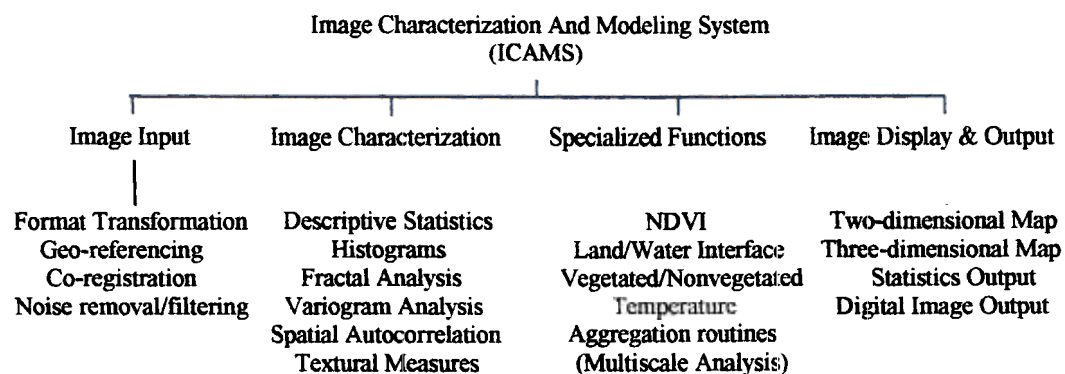 Image Characterization And Modeling System
(ICAMS)
Image Input
Image Characterization
Specialized Functions
Image Display & Output
Format Transformation
Geo-referencing
Co-registration
Noise removal/filtering
Descriptive Statistics
Histograms
Fractal Analysis
Variogram Analysis
Spatial Autocorrelation
Textural Measures
NDVI
Land/Water Interface
Vegetated/Nonvegetated
Temperature
Aggregation routines
(Multiscale Analysis)
Two-dimensional Map
Three-dimensional Map
Statistics Output
Digital Image Output